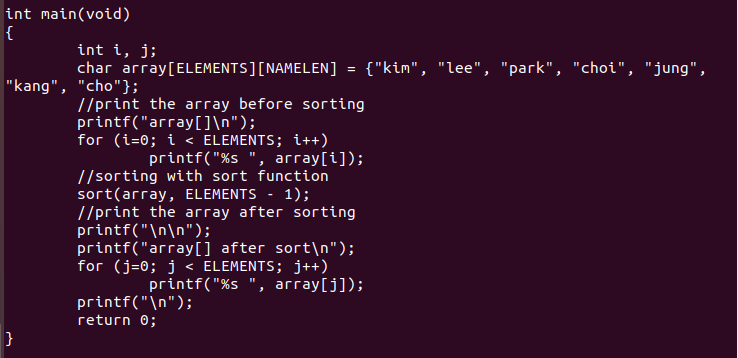 int main(void)
{
        int i, j;
        char array[ELEMENTS][NAMELEN] = {"kim", "lee", "park", "choi", "jung",
"kang", "cho"};
        //print the array before sorting
        printf("array[]\n");
        for (i=0; i < ELEMENTS; i++)
                printf("%s ", array[i]);
        //sorting with sort function
        sort(array, ELEMENTS - 1);
        //print the array after sorting
        printf("\n\n");
        printf("array[] after sort\n");
        for (j=0; j < ELEMENTS; j++)
                printf("%s ", array[j]);
        printf("\n");
        return 0;
}